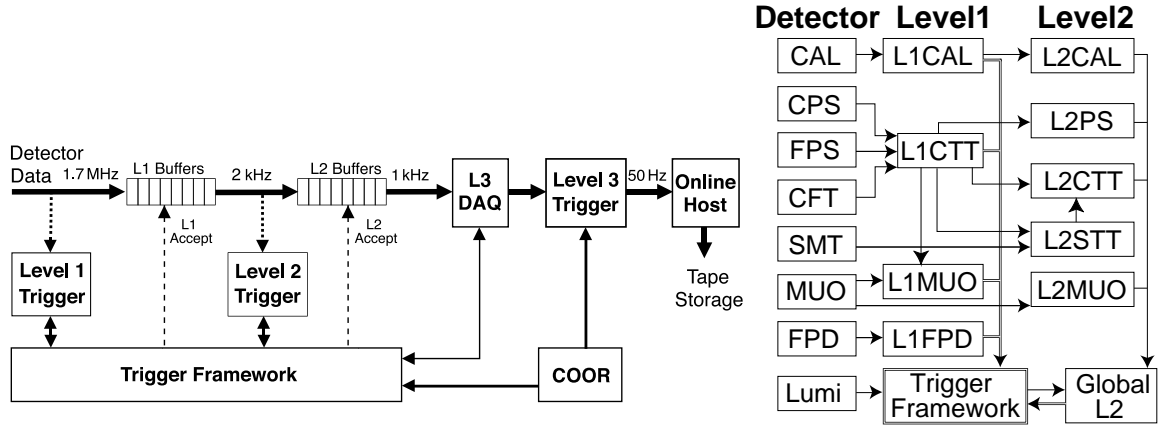 Detector
Data
1.7 MHz
L1 Buffers
2 kHz
L2 Buffers
1 kHz
L3
DAQ
Level 3
Trigger
50 Hz
Online
Host
L1
Accept
L2
Accept
Level 1
Trigger
Level 2
Trigger
Tape
Storage
Trigger Framework
COOR
Detector Level1 Level2
CAL L1CAL L2CAL
CPS
L2PS
FPS L1CTT
CFT L2CTT
SMT L2STT
MUO L1MUO L2MUO
FPD L1FPD
Lumi
Trigger
Framework
Global
L2